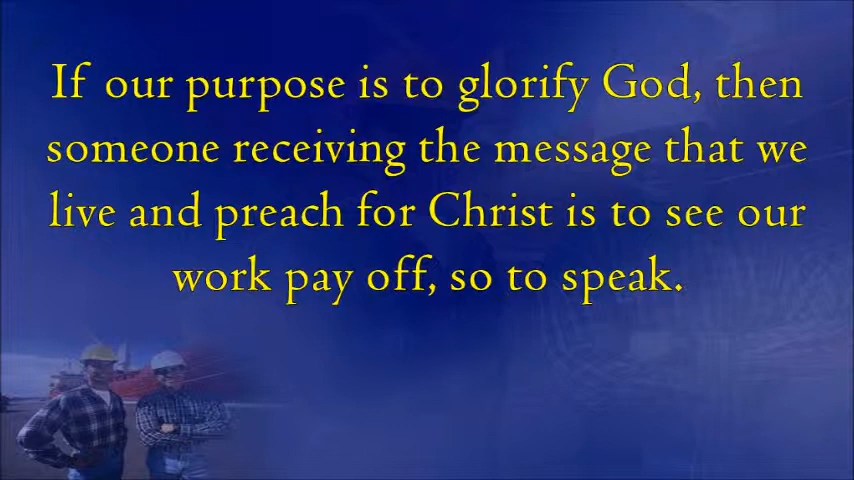 If our purpose is to glorify God, then
someone receiving the message that we
live and preach for Christ is to see our
work pay off, so to speak.